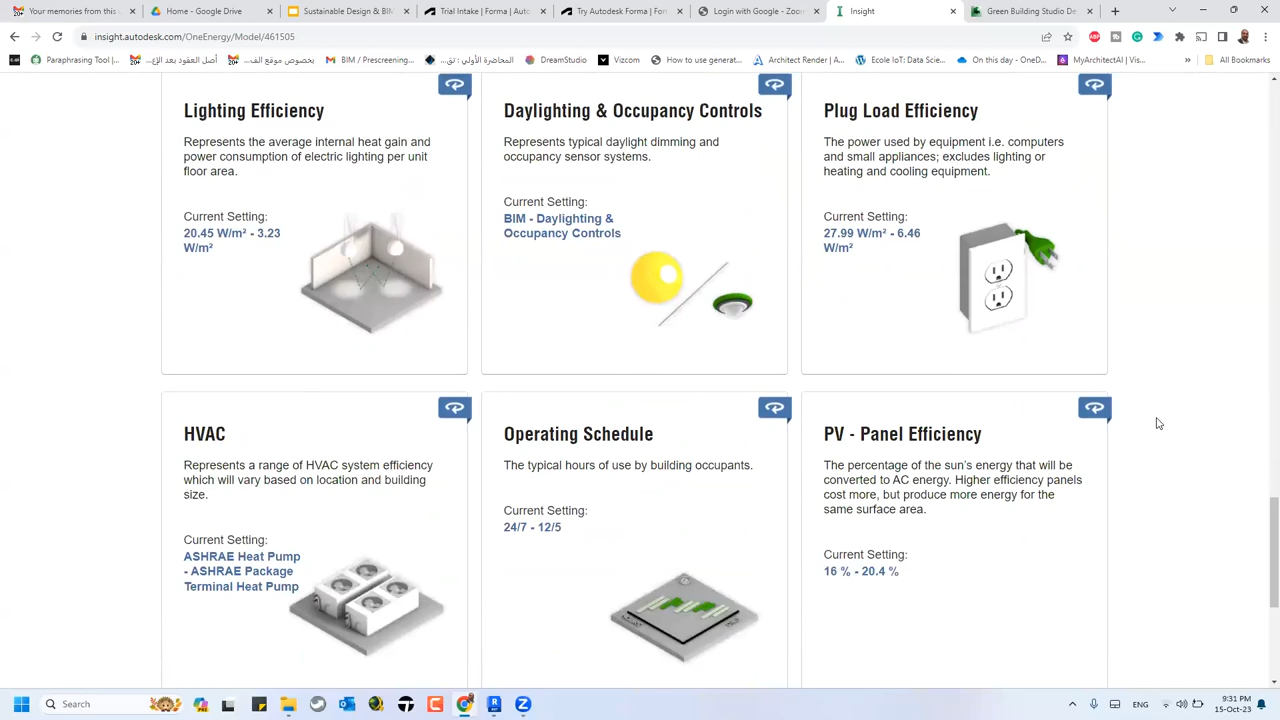 Your memories from this
Home - Google Drive
Sustainable Design & BIM
Trial Intake | Forma | Auto
Try Autodesk Forma | For
Login with Google - Zoom
Insight
Green Building Studio De
insight.autodesk.com/OneEnergy/Model/461505
Paraphrasing Tool |...
أصل العقود بعد الإع...
بخصوص موقع الف...
BIM / Prescreening...
المحاضرة الأولي : تق...
DreamStudio
Vizcom
How to use generat...
Architect Render | A...
Ecole IoT: Data Scie...
On this day - OneD...
MyArchitectAI | Vis...
»
All Bookmarks
Lighting Efficiency
Represents the average internal heat gain and
power consumption of electric lighting per unit
floor area.
Current Setting:
20.45 W/m² - 3.23
W/m²
Daylighting & Occupancy Controls
Represents typical daylight dimming and
occupancy sensor systems.
Current Setting:
BIM - Daylighting &
Occupancy Controls
Plug Load Efficiency
The power used by equipment i.e. computers
and small appliances; excludes lighting or
heating and cooling equipment.
Current Setting:
27.99 W/m² - 6.46
W/m²
HVAC
Represents a range of HVAC system efficiency
which will vary based on location and building
size.
Current Setting:
ASHRAE Heat Pump
- ASHRAE Package
Terminal Heat Pump
Operating Schedule
The typical hours of use by building occupants.
Current Setting:
24/7 - 12/5
PV - Panel Efficiency
The percentage of the sun's energy that will be
converted to AC energy. Higher efficiency panels
cost more, but produce more energy for the
same surface area.
Current Setting:
16 % - 20.4 %
Search
ENG
9:31 PM
15-Oct-23